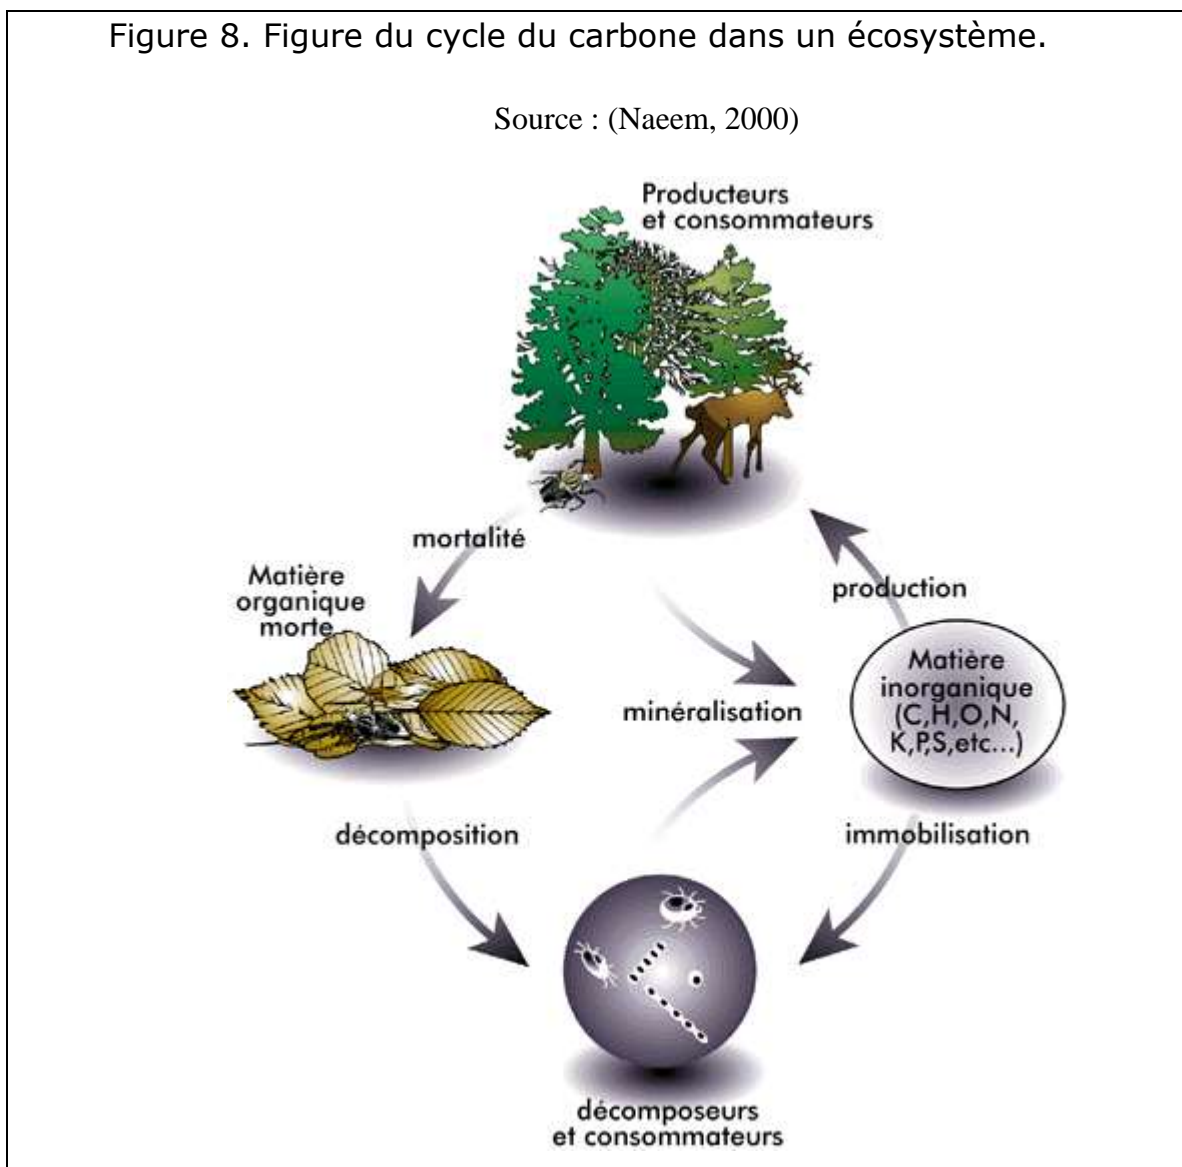 Figure 8. Figure du cycle du carbone dans un écosystème.
Source : (Naeem, 2000)
Producteurs
et consommateurs
mortalité
Matière
organique
morte
production
Matière
inorganique
(C,H,O,N,
K,P,S,etc...)
minéralisation
décomposition
immobilisation
décomposeurs
et consommateurs